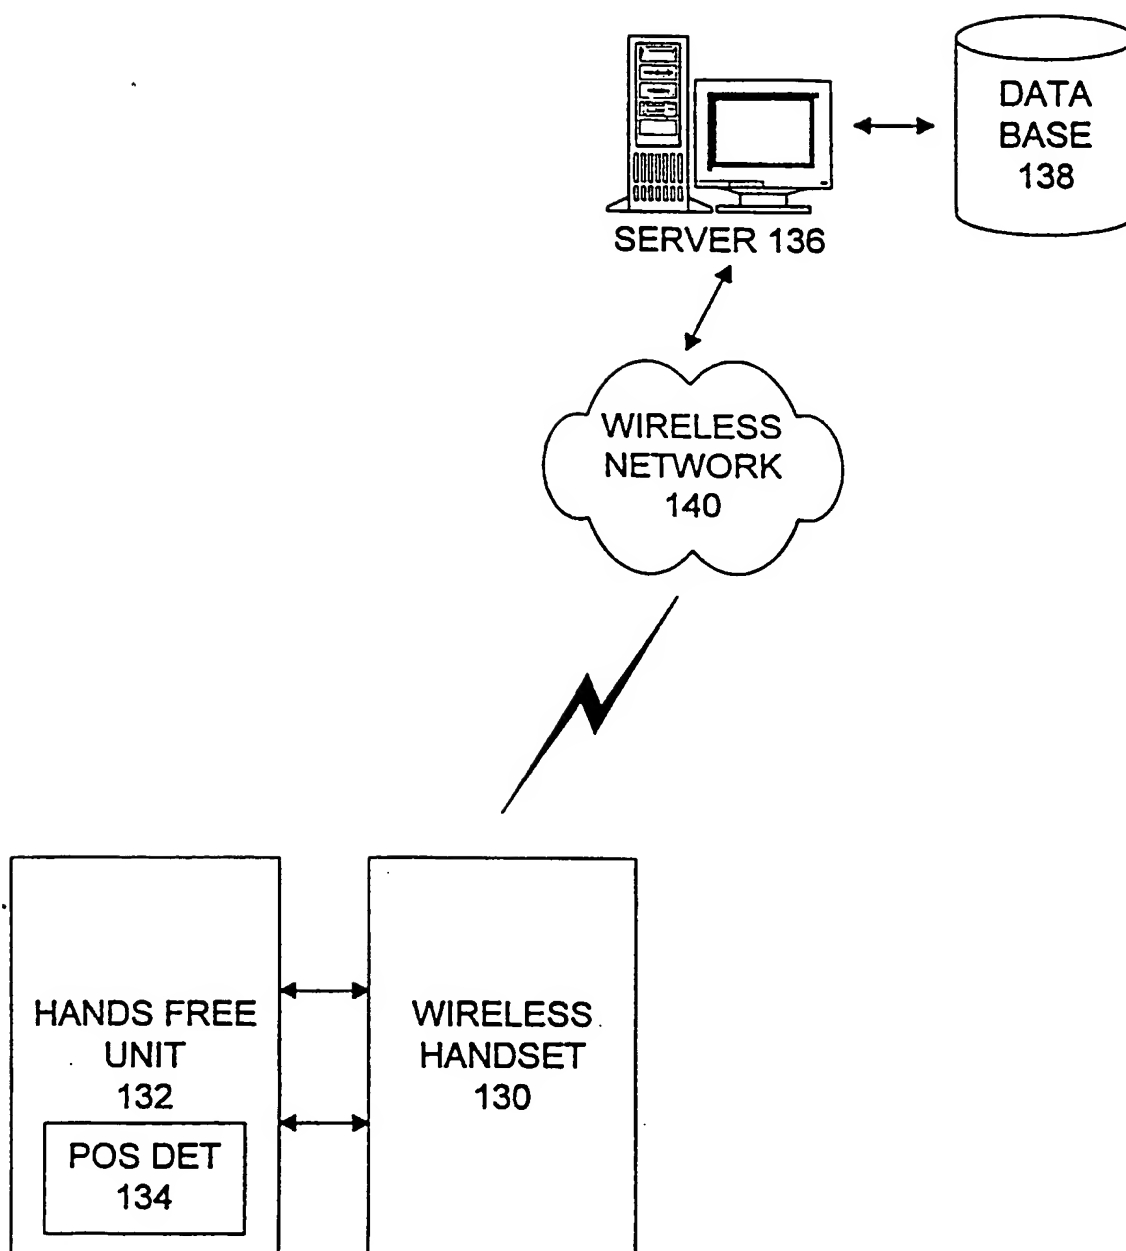 DATA
BASE
138
SERVER 136
WIRELESS
NETWORK
140
HANDS FREE
UNIT
132
POS DET
134
WIRELESS
HANDSET
130